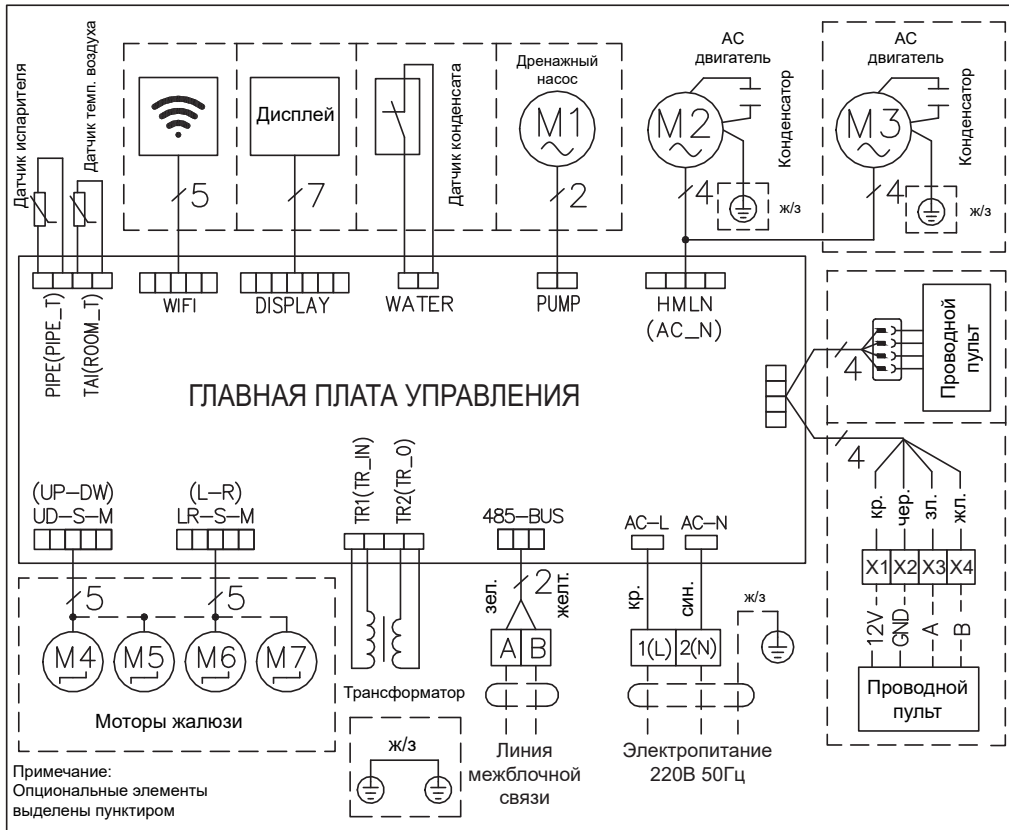 Датчик испарителя
Датчик темп. воздуха
5
Дисплей
7
Датчик конденсата
Дренажный
насос
M1
2
AC
двигатель
M2
Конденсатор
4
ж/з
AC
двигатель
M3
Конденсатор
4
ж/з
PIPE(PIPE_T)
TAI(ROOM_T)
WIFI
DISPLAY
WATER
PUMP
HMLN
(AC_N)
4
Проводной
пульт
ГЛАВНАЯ ПЛАТА УПРАВЛЕНИЯ
4
кр.
чер.
зл.
жл.
X1
X2
X3
X4
12V
GND
A
B
Проводной
пульт
(UP-DW)
UD-S-M
(L-R)
LR-S-M
TR1(TR_IN)
TR2(TR_O)
485-BUS
AC-L
AC-N
5
5
M4
M5
M6
M7
Моторы жалюзи
Трансформатор
ж/з
зел.
2
желт.
A
B
Линия
межблочной
связи
кр.
син.
ж/з
1(L)
2(N)
Электропитание
220В 50Гц
Примечание:
Опциональные элементы
выделены пунктиром